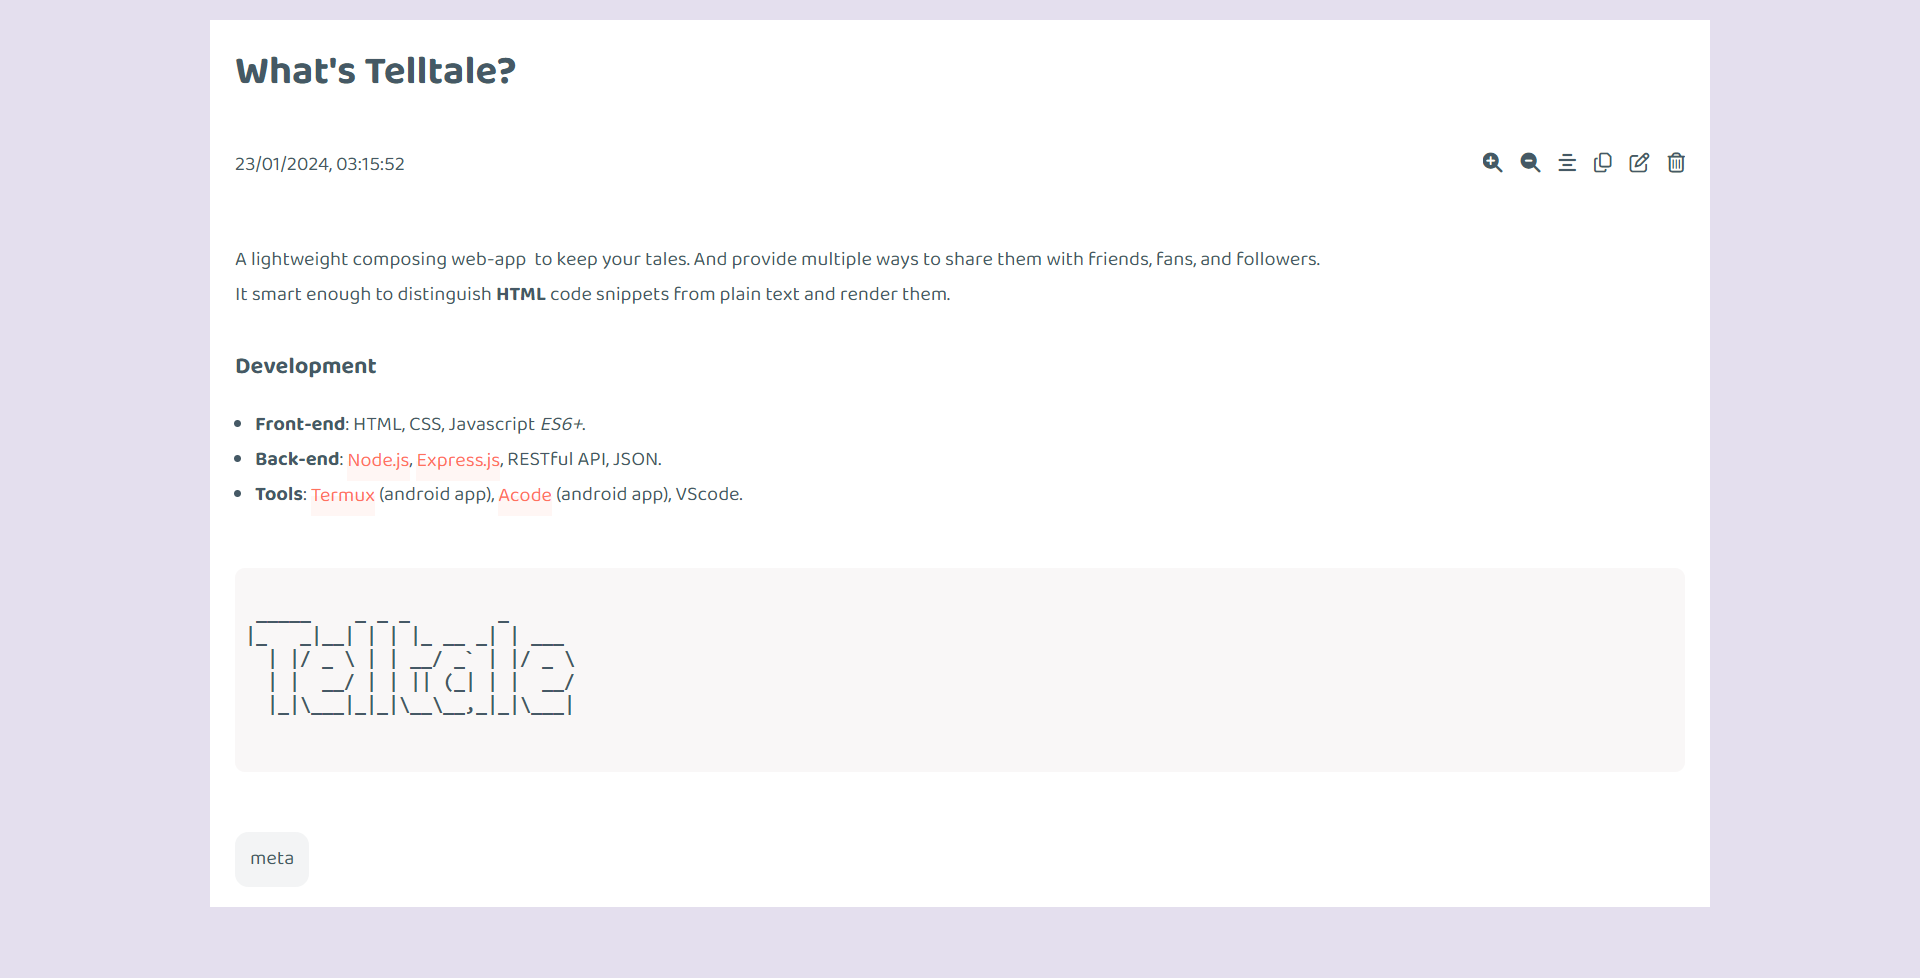 What's Telltale?
23/01/2024, 03:15:52
A lightweight composing web-app  to keep your tales. And provide multiple ways to share them with friends, fans, and followers.
It smart enough to distinguish HTML code snippets from plain text and render them.
Development
Front-end: HTML, CSS, Javascript ES6+.
Back-end: Node.js, Express.js, RESTful API, JSON.
Tools: Termux (android app), Acode (android app), VScode.
 _____    _ _ _        _
|_   _|__| | | |_ __ _| | ___
  | |/ _ \ | | __/ _` | |/ _ \
  | |  __/ | | || (_| | |  __/
  |_|\___|_|_|\__\__,_|_|\___|
meta